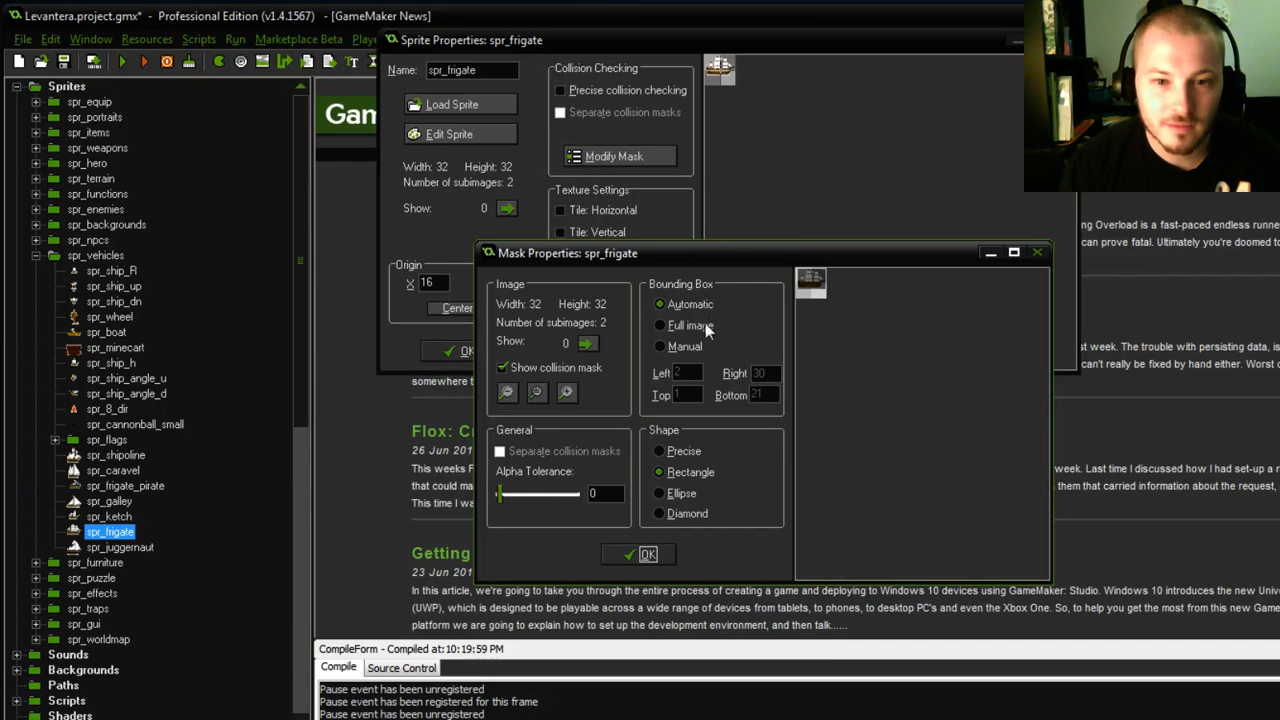 Levantera.project.gmx* - Professional Edition (v1.4.1567) - [GameMaker News]
File Edit Window Resources Scripts Run Marketplace Beta Playe
Sprites
spr_equip
spr_portraits
spr_items
spr_weapons
spr_hero
spr_terrain
spr_functions
spr_enemies
spr_backgrounds
spr_npcs
spr_vehicles
spr_ship_R
spr_ship_up
spr_ship_dn
spr_wheel
spr_boat
spr_minecart
spr_ship_h
spr_ship_angle_u
spr_ship_angle_d
spr_8_dir
spr_cannonball_small
spr_flags
spr_shipoline
spr_caravel
spr_frigate_pirate
spr_galley
spr_ketch
spr_frigate
spr_juggernaut
spr_furniture
spr_puzzle
spr_effects
spr_traps
spr_gui
spr_worldmap
Sounds
Backgrounds
Paths
Scripts
Shaders
Gam
Sprite Properties: spr_frigate
Name: spr_frigate
Load Sprite
Edit Sprite
Width: 32 Height: 32
Number of subimages: 2
Show: 0
Origin
X 16
Center
OK
Collision Checking
Precise collision checking
Separate collision masks
Modify Mask
Texture Settings
Tile: Horizontal
Tile: Vertical
Mask Properties: spr_frigate
Image
Width: 32 Height: 32
Number of subimages: 2
Show: 0
Show collision mask
General
Separate collision masks
Alpha Tolerance:
0
Bounding Box
Automatic
Full image
Manual
Left 2 Right 30
Top 1 Bottom 21
Shape
Precise
Rectangle
Ellipse
Diamond
OK
ng Overload is a fast-paced endless runne
can prove fatal. Ultimately you're doomed to
t week. The trouble with persisting data, is
somewhere t
can't really be fixed by hand either. Worst
Flox: C
26 Jun 201
This weeks F
that could ma
This time I wa
week. Last time I discussed how I had set-up a
them that carried information about the request,
Getting
23 Jun 201
In this article, we're going to take you through the entire process of creating a game and deploying to Windows 10 devices using GameMaker: Studio. Windows 10 introduces the new Unive
(UWP), which is designed to be playable across a wide range of devices from tablets, to phones, to desktop PC's and even the Xbox One. So, to help you get the most from this new Game
platform we are going to explain how to set up the development environment, and then talk......
CompileForm - Compiled at: 10:19:59 PM
Compile Source Control
Pause event has been unregistered
Pause event has been registered for this frame
Pause event has been unregistered